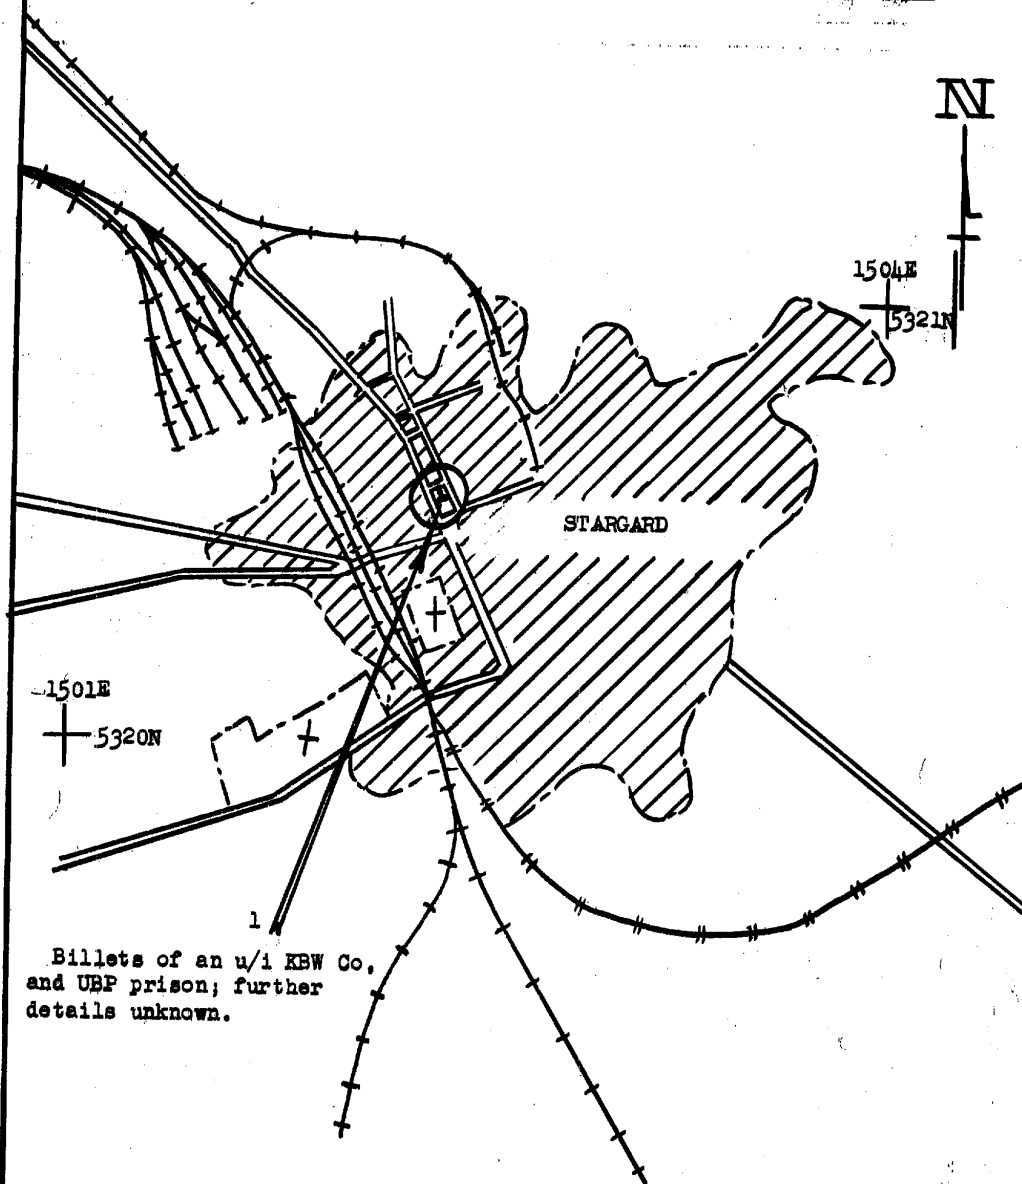 N
1504E
5321N
STARGARD
1501E
5320N
1
Billets of an u/i KBW Co,
and UBP prison; further
details unknown.